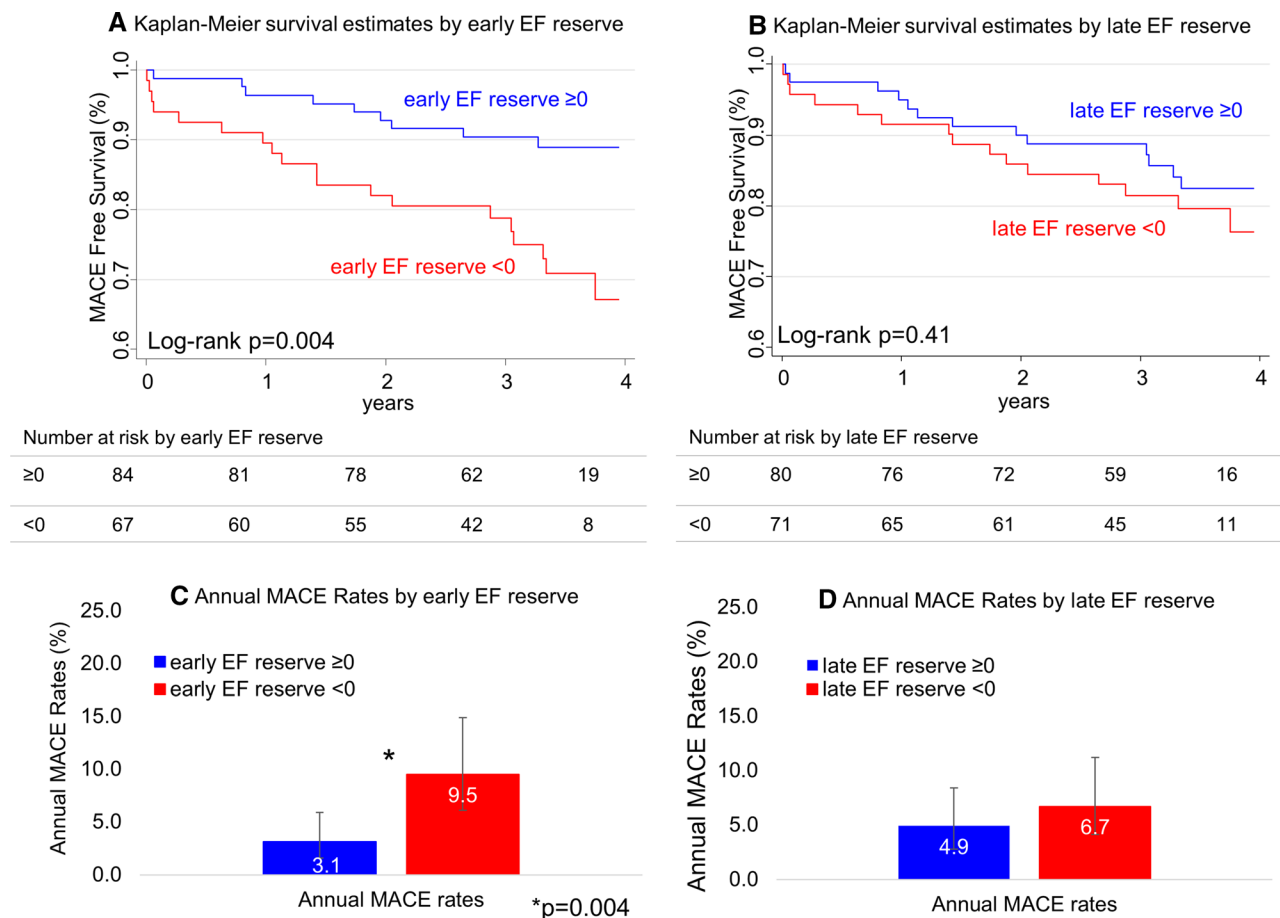 A Kaplan-Meier survival estimates by early EF reserve
MACE Free Survival (%)
1.0
0.9
0.8
0.7
0.6
early EF reserve ≥0
early EF reserve <0
Log-rank p=0.004
0 1 2 3 4
years
Number at risk by early EF reserve
≥0 84 81 78 62 19
<0 67 60 55 42 8
B Kaplan-Meier survival estimates by late EF reserve
MACE Free Survival (%)
1.0
0.9
0.8
0.7
0.6
late EF reserve ≥0
late EF reserve <0
Log-rank p=0.41
0 1 2 3 4
years
Number at risk by late EF reserve
≥0 80 76 72 59 16
<0 71 65 61 45 11
C Annual MACE Rates by early EF reserve
Annual MACE Rates (%)
25.0
20.0
15.0
10.0
5.0
0.0
early EF reserve ≥0
early EF reserve <0
*
3.1
9.5
Annual MACE rates
*p=0.004
D Annual MACE Rates by late EF reserve
Annual MACE Rates (%)
25.0
20.0
15.0
10.0
5.0
0.0
late EF reserve ≥0
late EF reserve <0
4.9
6.7
Annual MACE rates